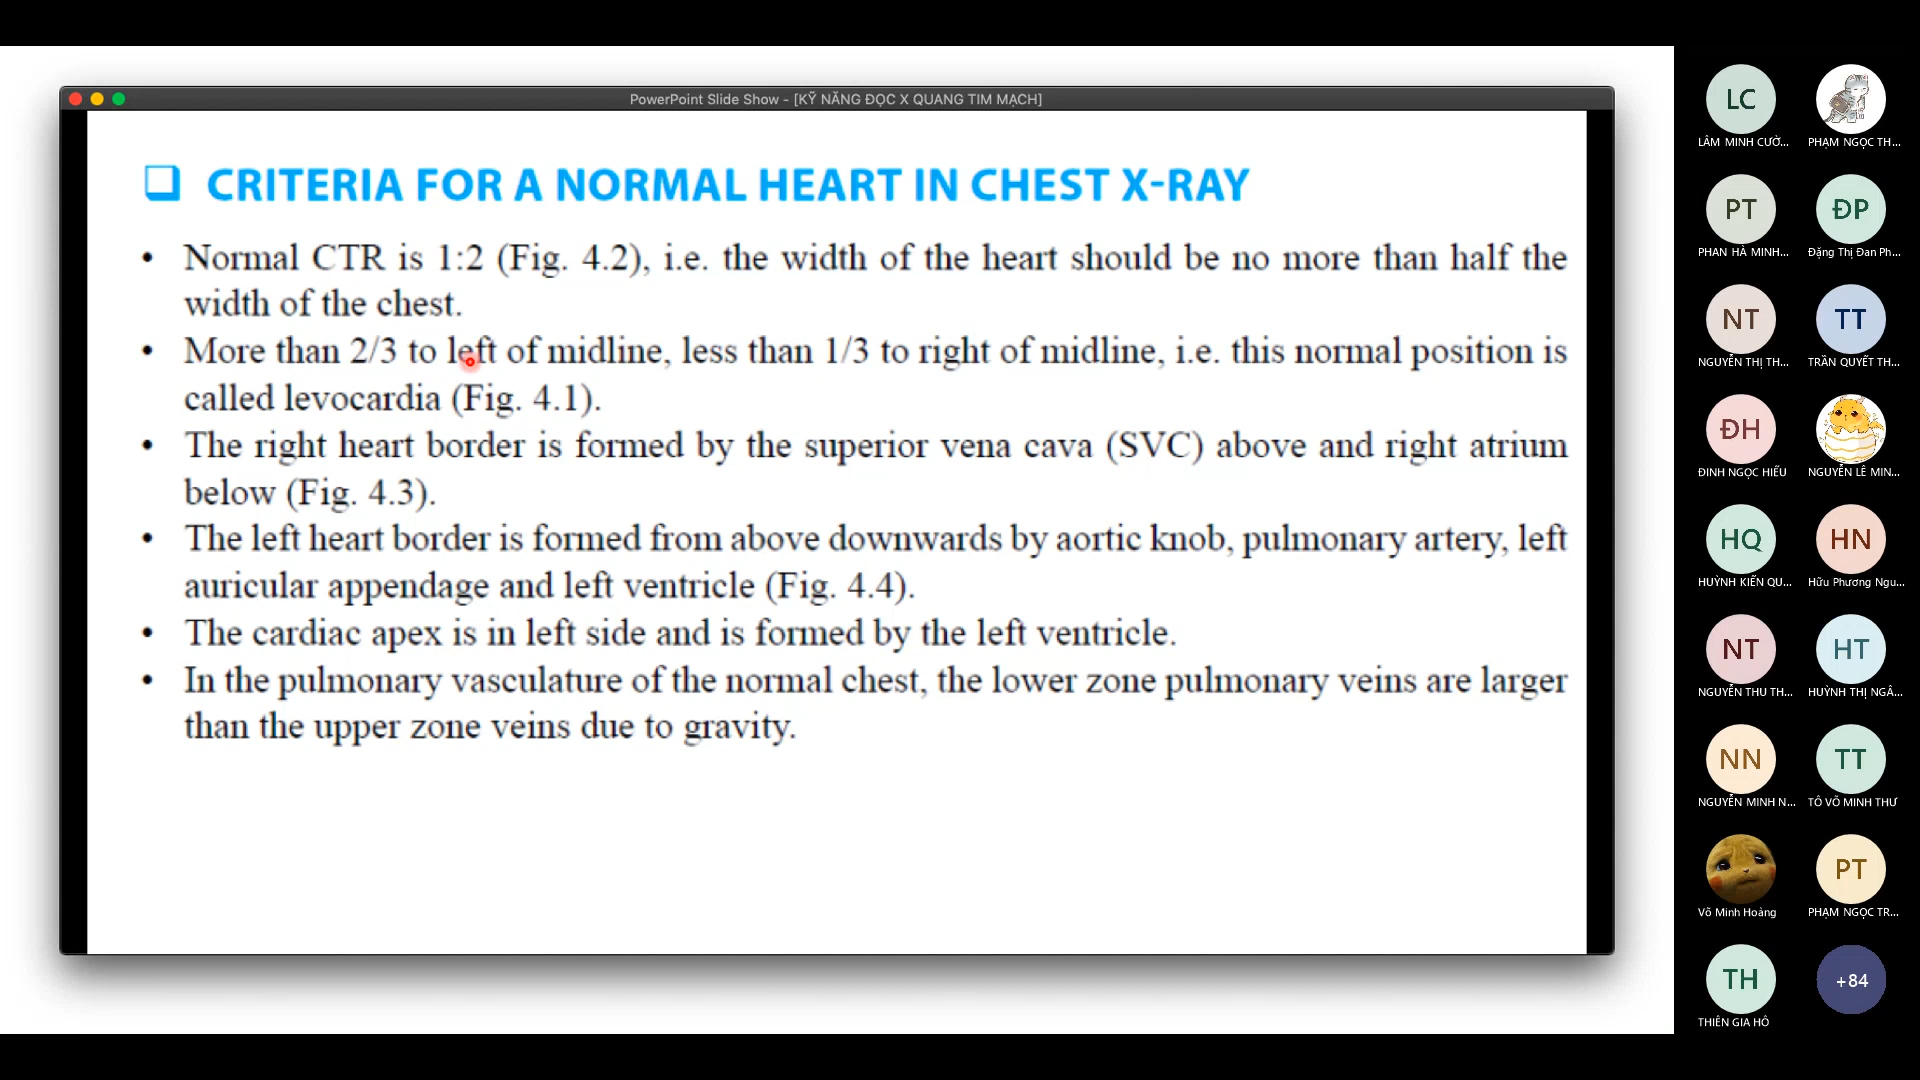 PowerPoint Slide Show - [KỸ NĂNG ĐỌC X QUANG TIM MẠCH]
❑ CRITERIA FOR A NORMAL HEART IN CHEST X-RAY
• Normal CTR is 1:2 (Fig. 4.2), i.e. the width of the heart should be no more than half the
width of the chest.
• More than 2/3 to left of midline, less than 1/3 to right of midline, i.e. this normal position is
called levocardia (Fig. 4.1).
• The right heart border is formed by the superior vena cava (SVC) above and right atrium
below (Fig. 4.3).
• The left heart border is formed from above downwards by aortic knob, pulmonary artery, left
auricular appendage and left ventricle (Fig. 4.4).
• The cardiac apex is in left side and is formed by the left ventricle.
• In the pulmonary vasculature of the normal chest, the lower zone pulmonary veins are larger
than the upper zone veins due to gravity.
LC
LÂM MINH CƯỜ...
PHẠM NGỌC TH...
PT
PHAN HÀ MINH...
ĐP
Đặng Thị Đan Ph...
NT
NGUYỄN THỊ TH...
TT
TRẦN QUYẾT TH...
ĐH
ĐINH NGỌC HIẾU
NGUYỄN LÊ MIN...
HQ
HUỲNH KIẾN QU...
HN
Hữu Phương Ngu...
NT
NGUYỄN THU TH...
HT
HUỲNH THỊ NGÂ...
NN
NGUYỄN MINH N...
TT
TÔ VÕ MINH THƯ
Võ Minh Hoàng
PT
PHẠM NGỌC TR...
TH
THIÊN GIA HÔ
+84